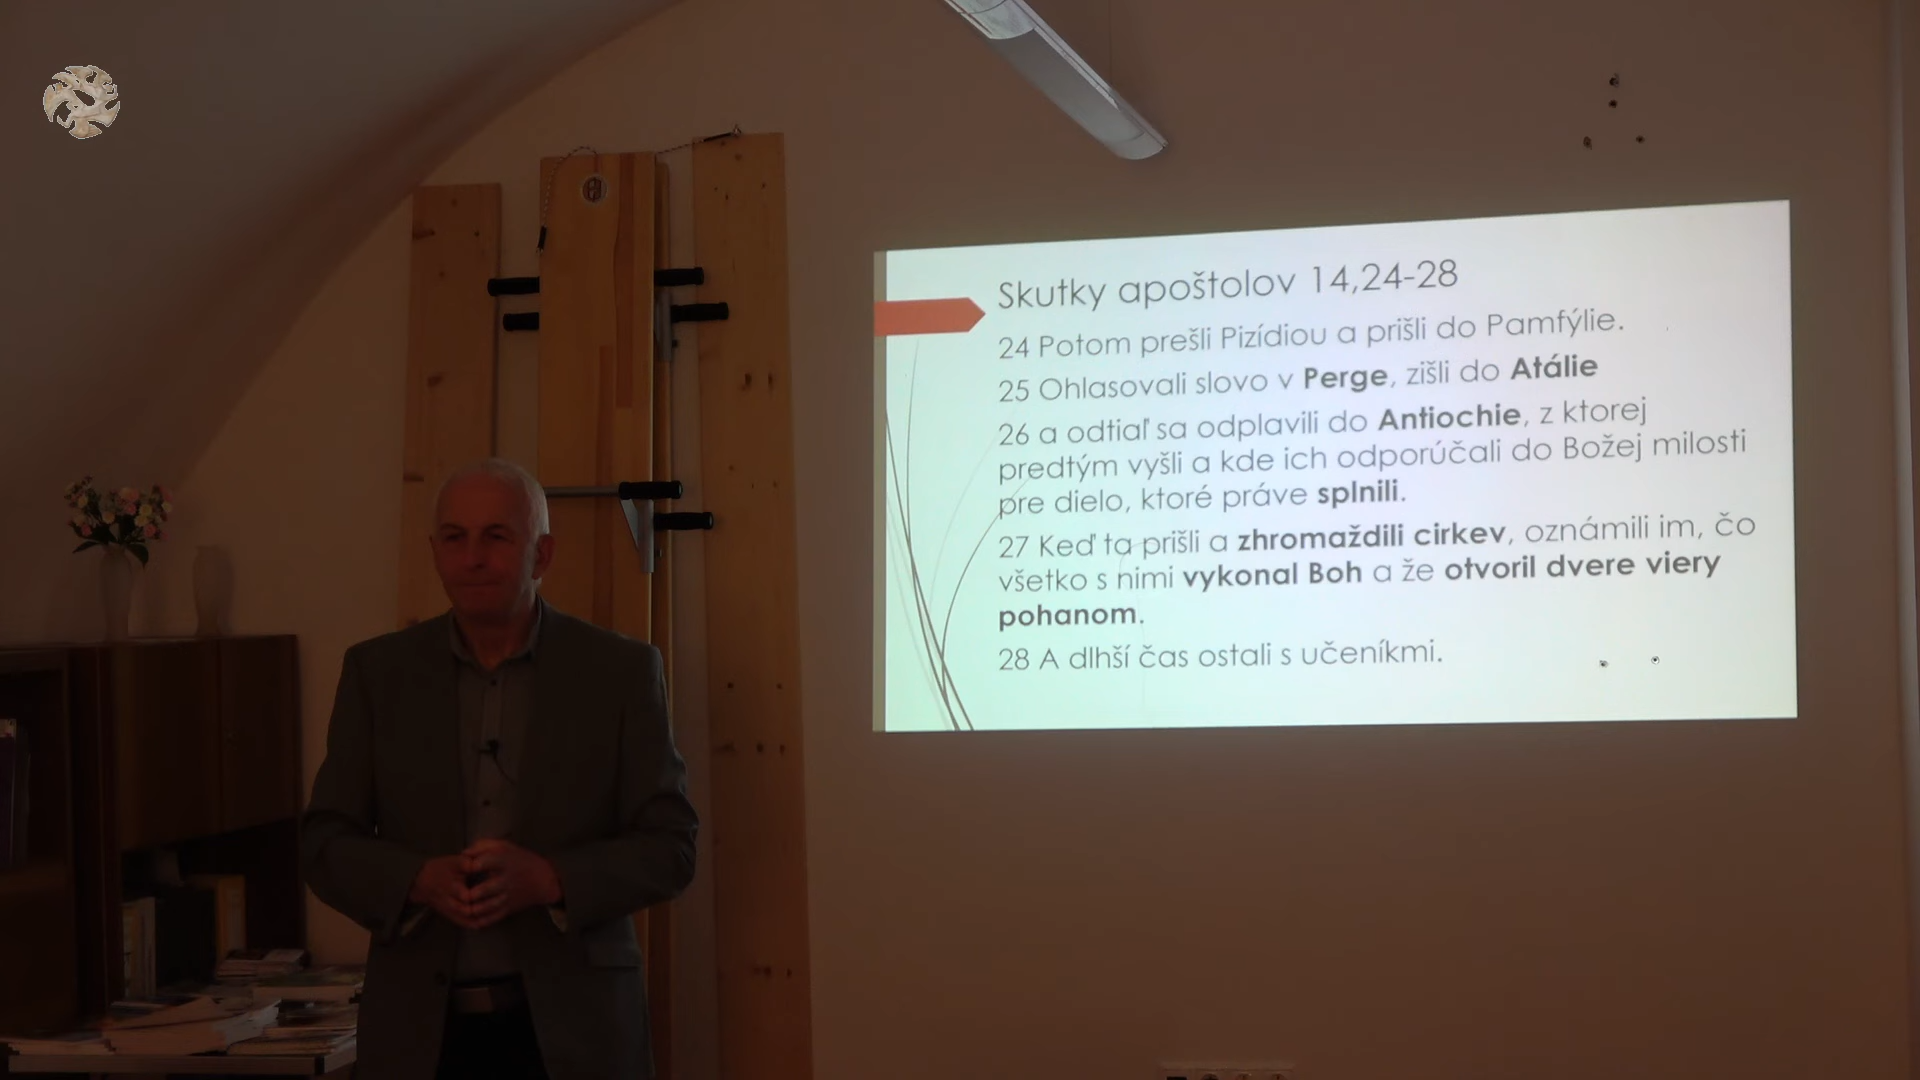 Skutky apoštolov 14,24-28
24 Potom prešli Pizídiou a prišli do Pamfýlie.
25 Ohlasovali slovo v Perge, zišli do Atálie
26 a odtiaľ sa odplavili do Antiochie, z ktorej
predtým vyšli a kde ich odporúčali do Božej milosti
pre dielo, ktoré práve splnili.
27 Keď ta prišli a zhromaždili cirkev, oznámili im, čo
všetko s nimi vykonal Boh a že otvoril dvere viery
pohanom.
28 A dlhší čas ostali s učeníkmi.